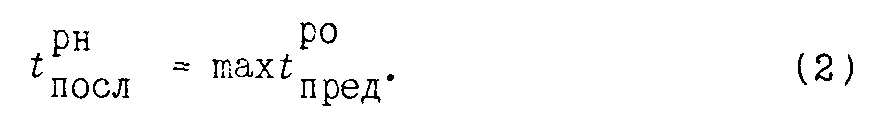 t^{рн}_{посл} = max t^{ро}_{пред}. (2)